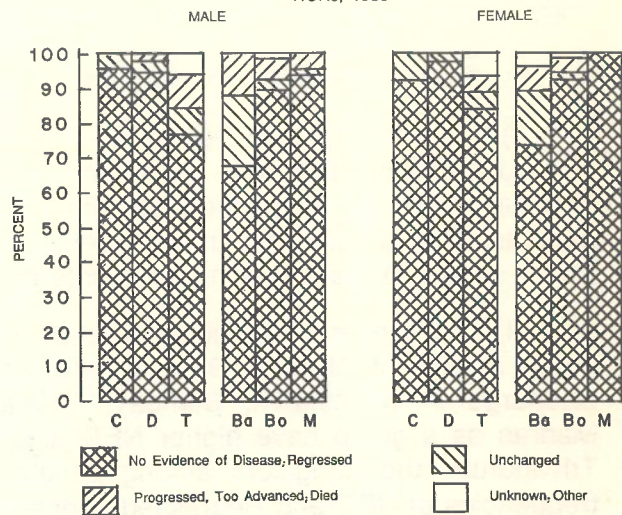 MALE FEMALE
PERCENT
100
90
80
70
60
50
40
30
20
10
0
C D T Ba Bo M C D T Ba Bo M
No Evidence of Disease, Regressed Unchanged
Progressed, Too Advanced, Died Unknown, Other